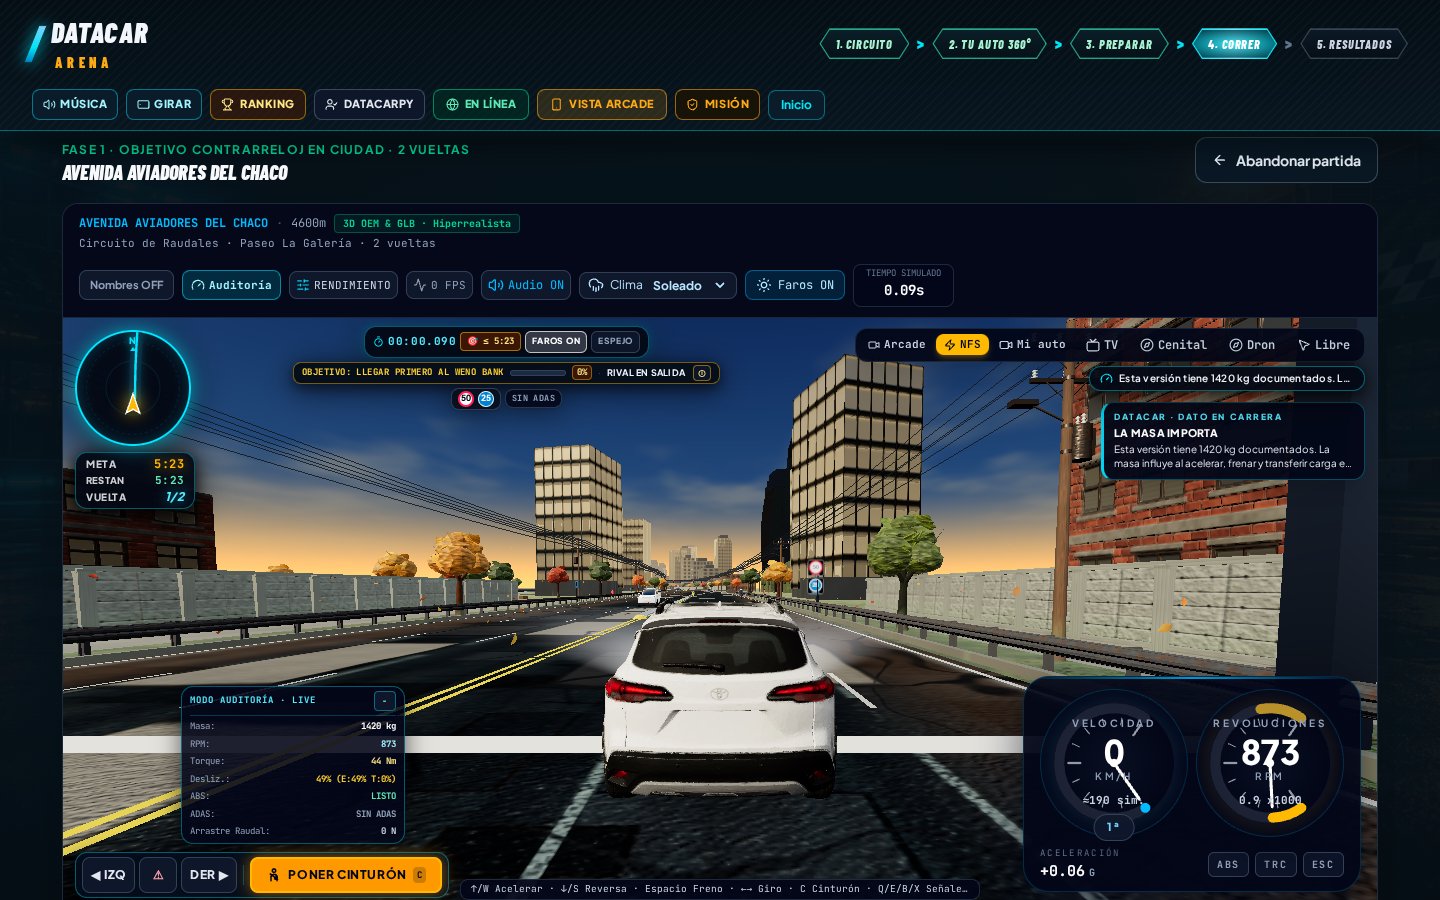 DATACAR
ARENA
1. CIRCUITO > 2. TU AUTO 360° > 3. PREPARAR > 4. CORRER > 5. RESULTADOS
MÚSICA GIRAR RANKING DATACARPY EN LÍNEA VISTA ARCADE MISIÓN Inicio
FASE 1 · OBJETIVO CONTRARRELOJ EN CIUDAD · 2 VUELTAS
AVENIDA AVIADORES DEL CHACO
← Abandonar partida
AVENIDA AVIADORES DEL CHACO · 4600m 3D OEM & GLB · Hiperrealista
Circuito de Raudales · Paseo La Galería · 2 vueltas
Nombres OFF Auditoría RENDIMIENTO 0 FPS Audio ON Clima Soleado Faros ON
TIEMPO SIMULADO
0.09s
N
00:00.090 ≤ 5:23 FAROS ON ESPEJO
Arcade NFS Mi auto TV Cenital Dron Libre
OBJETIVO: LLEGAR PRIMERO AL WENO BANK 0% · RIVAL EN SALIDA
50 25 SIN ADAS
Esta versión tiene 1420 kg documentados. L…
DATACAR · DATO EN CARRERA
LA MASA IMPORTA
Esta versión tiene 1420 kg documentados. La
masa influye al acelerar, frenar y transferir carga e…
META 5:23
RESTAN 5:23
VUELTA 1/2
MODO AUDITORÍA · LIVE -
Masa: 1420 kg
RPM: 873
Torque: 44 Nm
Desliz.: 49% (E:49% T:0%)
ABS: LISTO
ADAS: SIN ADAS
Arrastre Raudal: 0 N
VELOCIDAD
0
KM/H
≈190 sim.
1ª
REVOLUCIONES
873
RPM
0.9 x1000
ACELERACIÓN
+0.06 G
ABS TRC ESC
◀ IZQ ⚠ DER ▶ PONER CINTURÓN C
↑/W Acelerar · ↓/S Reversa · Espacio Freno · ←→ Giro · C Cinturón · Q/E/B/X Señale…